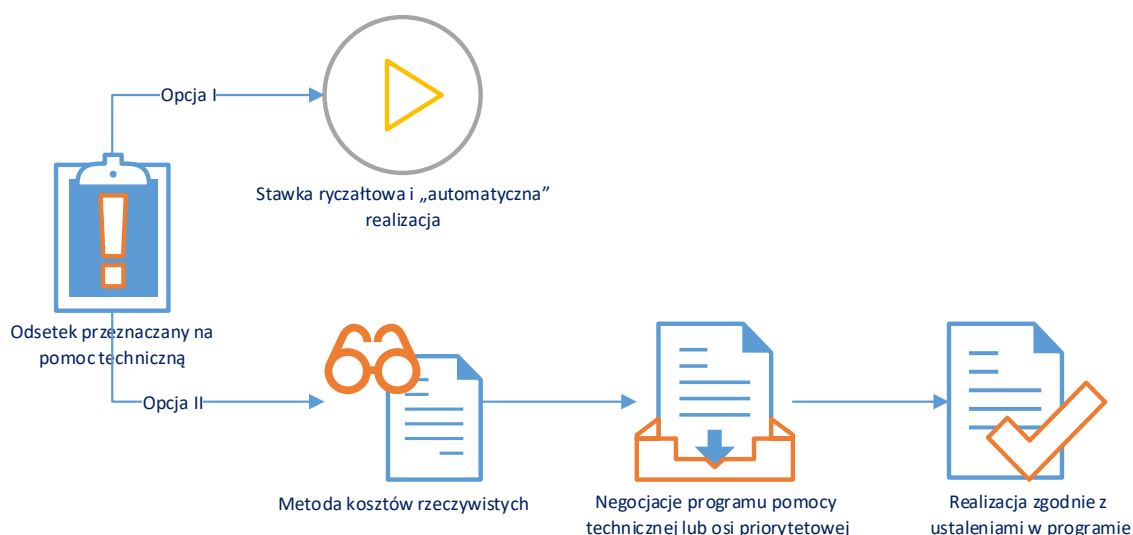 Opcja I
Stawka ryczałtowa i „automatyczna”
realizacja
Odsetek przeznaczany na
pomoc techniczną
Opcja II
Metoda kosztów rzeczywistych
Negocjacje programu pomocy
technicznej lub osi priorytetowej
Realizacja zgodnie z
ustaleniami w programie